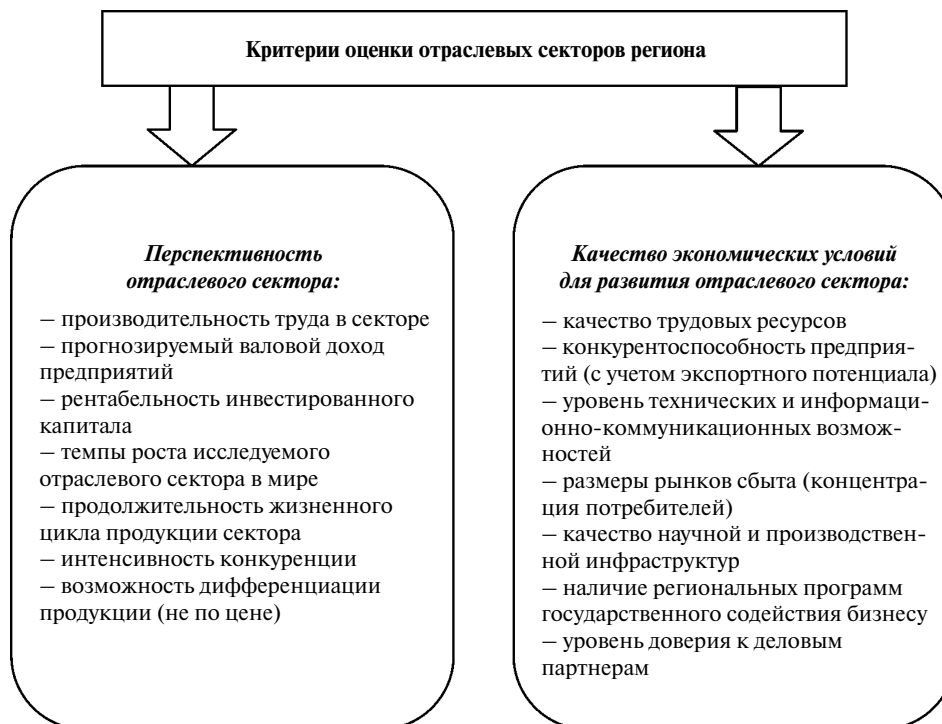 Критерии оценки отраслевых секторов региона
Перспективность
отраслевого сектора:
– производительность труда в секторе
– прогнозируемый валовой доход
предприятий
– рентабельность инвестированного
капитала
– темпы роста исследуемого
отраслевого сектора в мире
– продолжительность жизненного
цикла продукции сектора
– интенсивность конкуренции
– возможность дифференциации
продукции (не по цене)
Качество экономических условий
для развития отраслевого сектора:
– качество трудовых ресурсов
– конкурентоспособность предприя-
тий (с учетом экспортного потенциала)
– уровень технических и информаци-
онно-коммуникационных возмож-
ностей
– размеры рынков сбыта (концентра-
ция потребителей)
– качество научной и производствен-
ной инфраструктур
– наличие региональных программ
государственного содействия бизнесу
– уровень доверия к деловым
партнерам